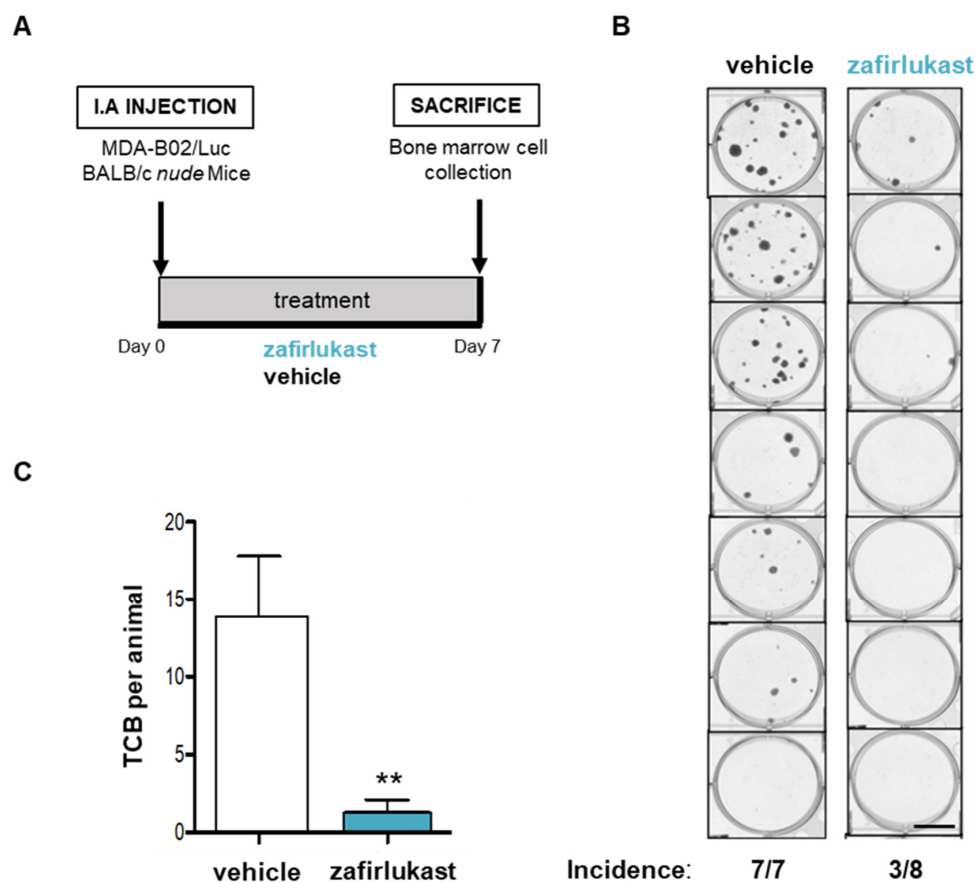 A
I.A INJECTION
MDA-B02/Luc
BALB/c nude Mice
SACRIFICE
Bone marrow cell
collection
treatment
Day 0
zafirlukast
vehicle
Day 7
B
vehicle
zafirlukast
Incidence:
7/7
3/8
C
TCB per animal
20
15
10
5
0
**
vehicle
zafirlukast